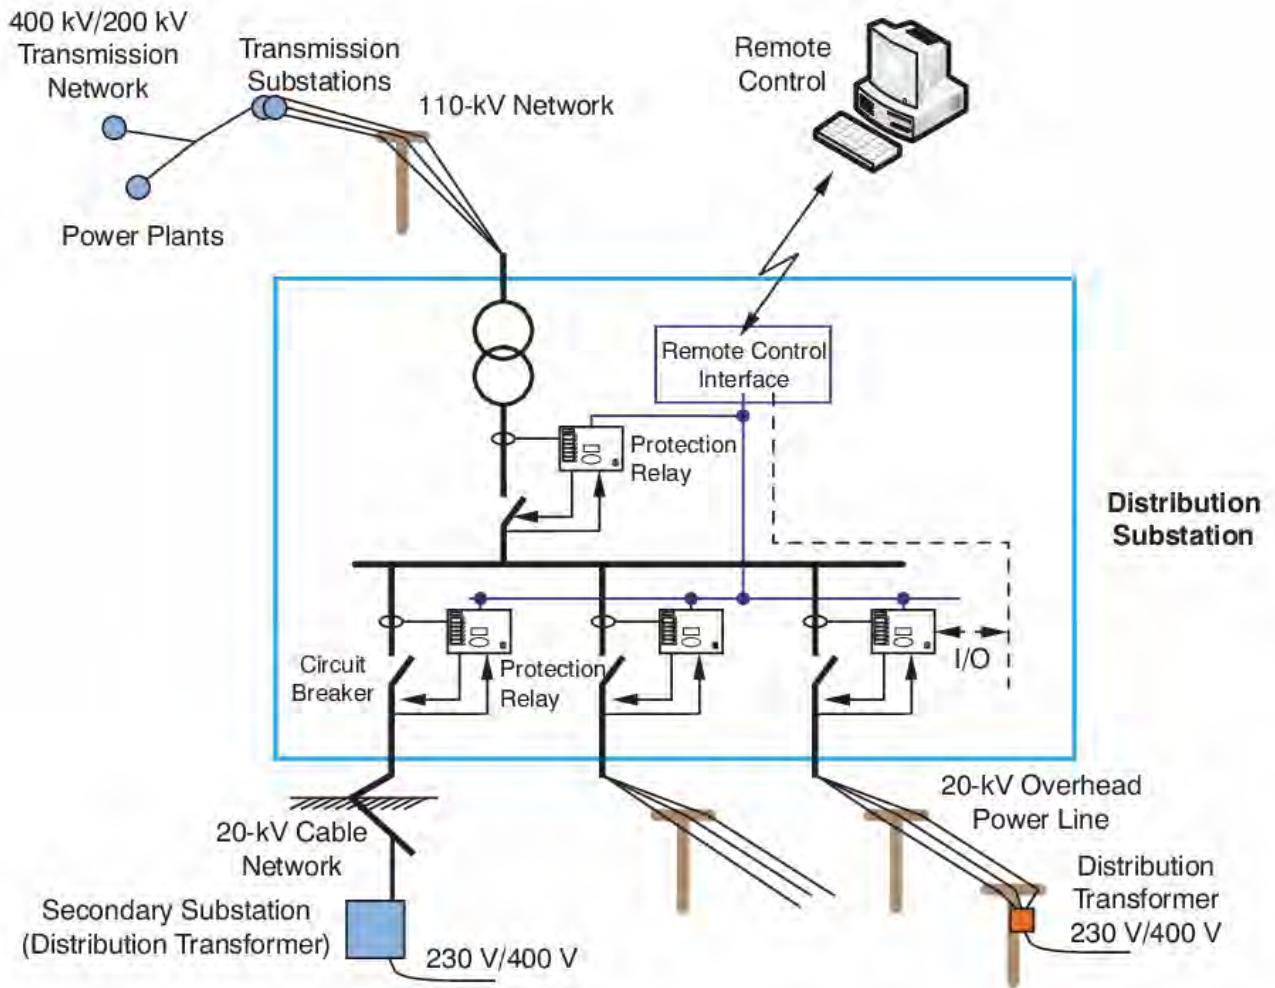 400 kV/200 kV
Transmission
Network
Transmission
Substations
110-kV Network
Remote
Control
Power Plants
Remote Control
Interface
Protection
Relay
Distribution
Substation
Circuit
Breaker
Protection
Relay
I/O
20-kV Cable
Network
20-kV Overhead
Power Line
Distribution
Transformer
230 V/400 V
Secondary Substation
(Distribution Transformer)
230 V/400 V